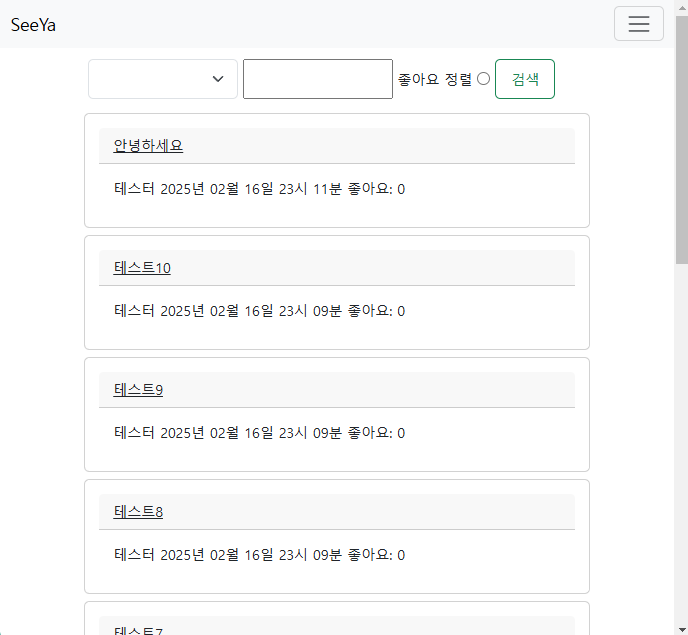 SeeYa
좋아요 정렬 검색
안녕하세요
테스터 2025년 02월 16일 23시 11분 좋아요: 0
테스트10
테스터 2025년 02월 16일 23시 09분 좋아요: 0
테스트9
테스터 2025년 02월 16일 23시 09분 좋아요: 0
테스트8
테스터 2025년 02월 16일 23시 09분 좋아요: 0
테스트7